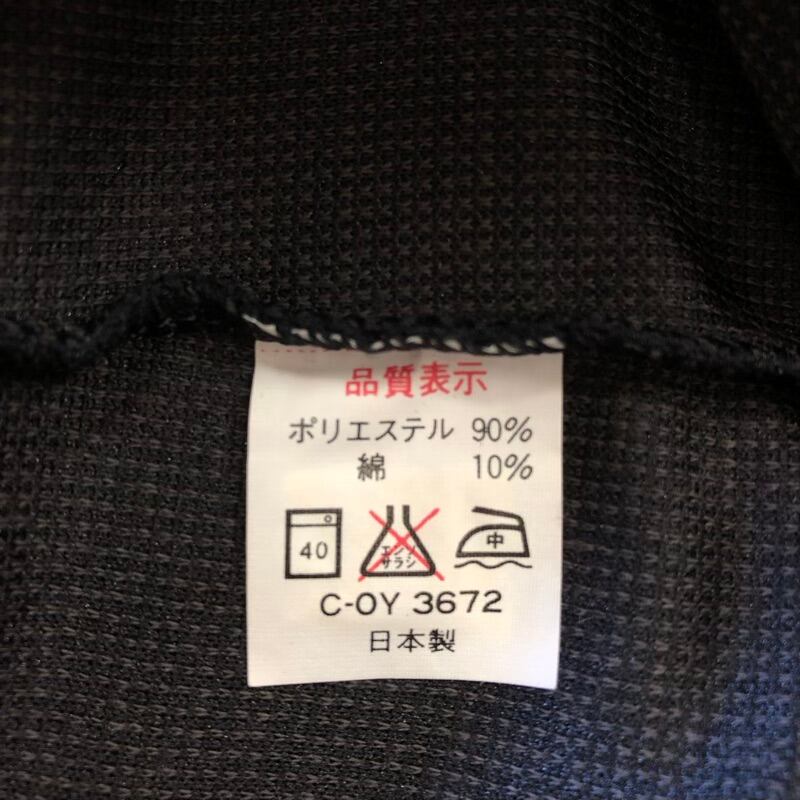 品質表示
ポリエステル 90%
綿 10%
40
エンソ
サラシ
中
C-OY 3672
日本製